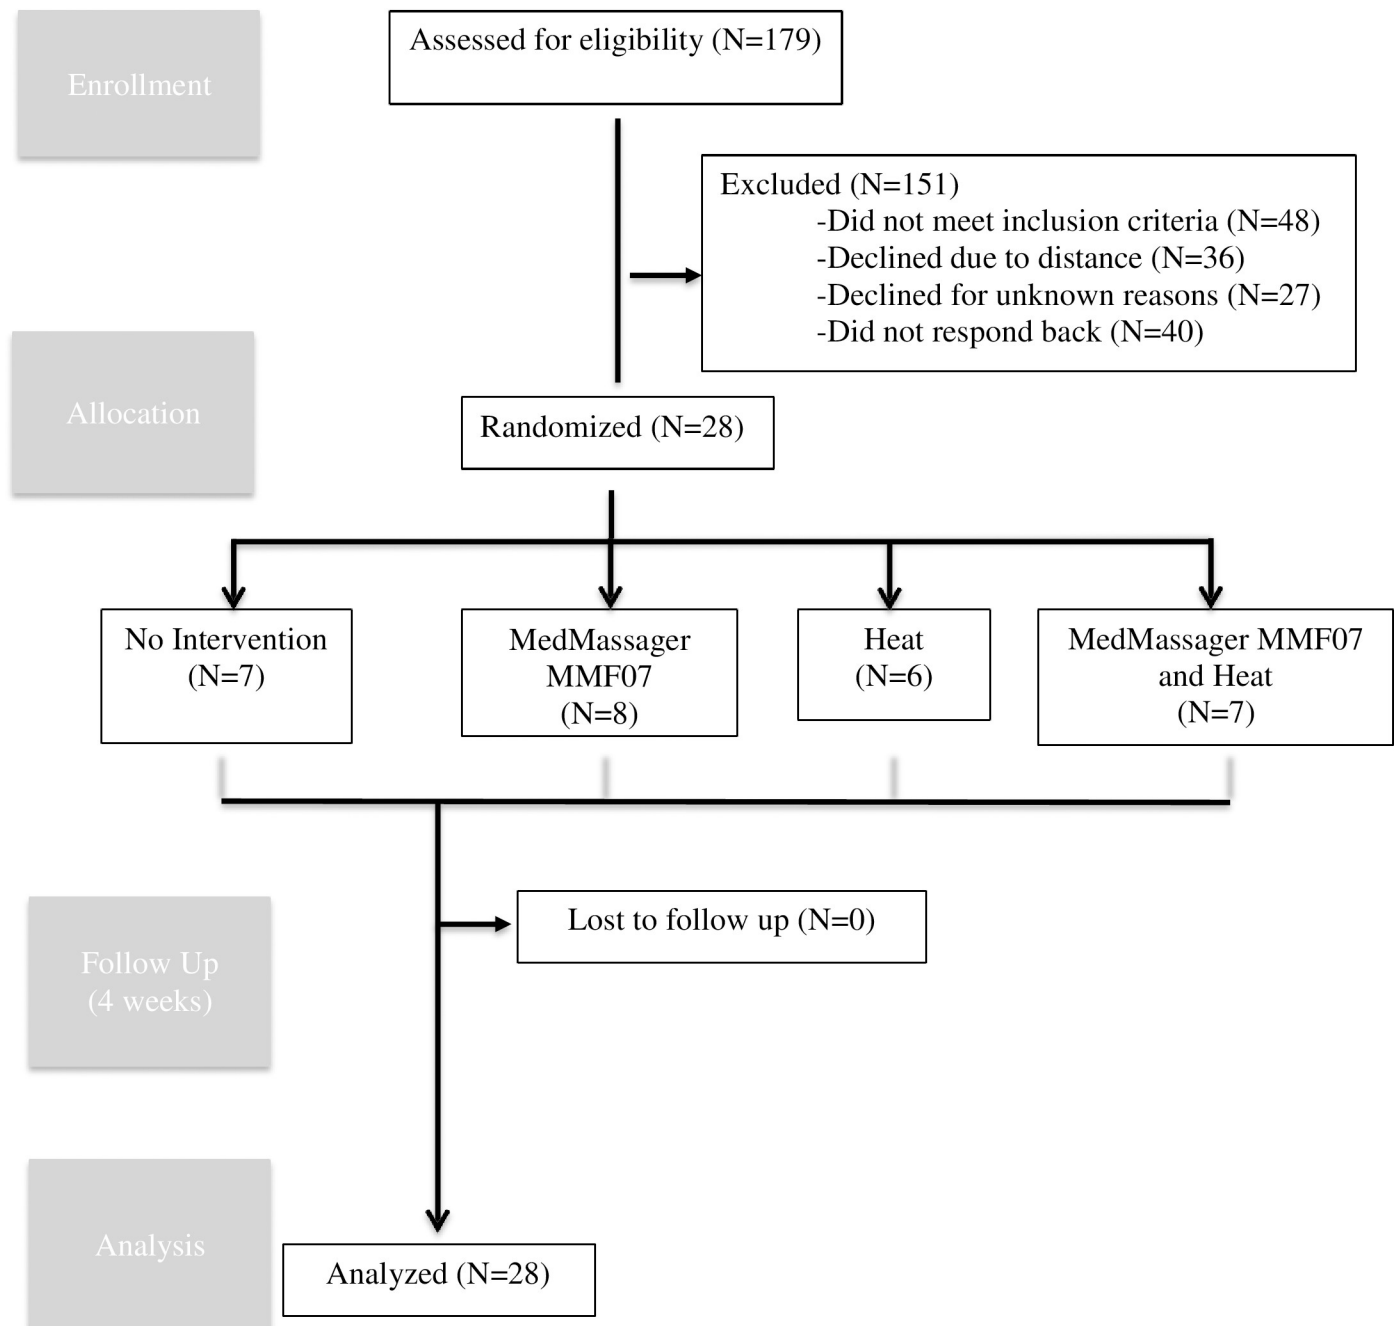 Enrollment
Assessed for eligibility (N=179)
Excluded (N=151)
-Did not meet inclusion criteria (N=48)
-Declined due to distance (N=36)
-Declined for unknown reasons (N=27)
-Did not respond back (N=40)
Allocation
Randomized (N=28)
No Intervention
(N=7)
MedMassager
MMF07
(N=8)
Heat
(N=6)
MedMassager MMF07
and Heat
(N=7)
Follow Up
(4 weeks)
Lost to follow up (N=0)
Analysis
Analyzed (N=28)